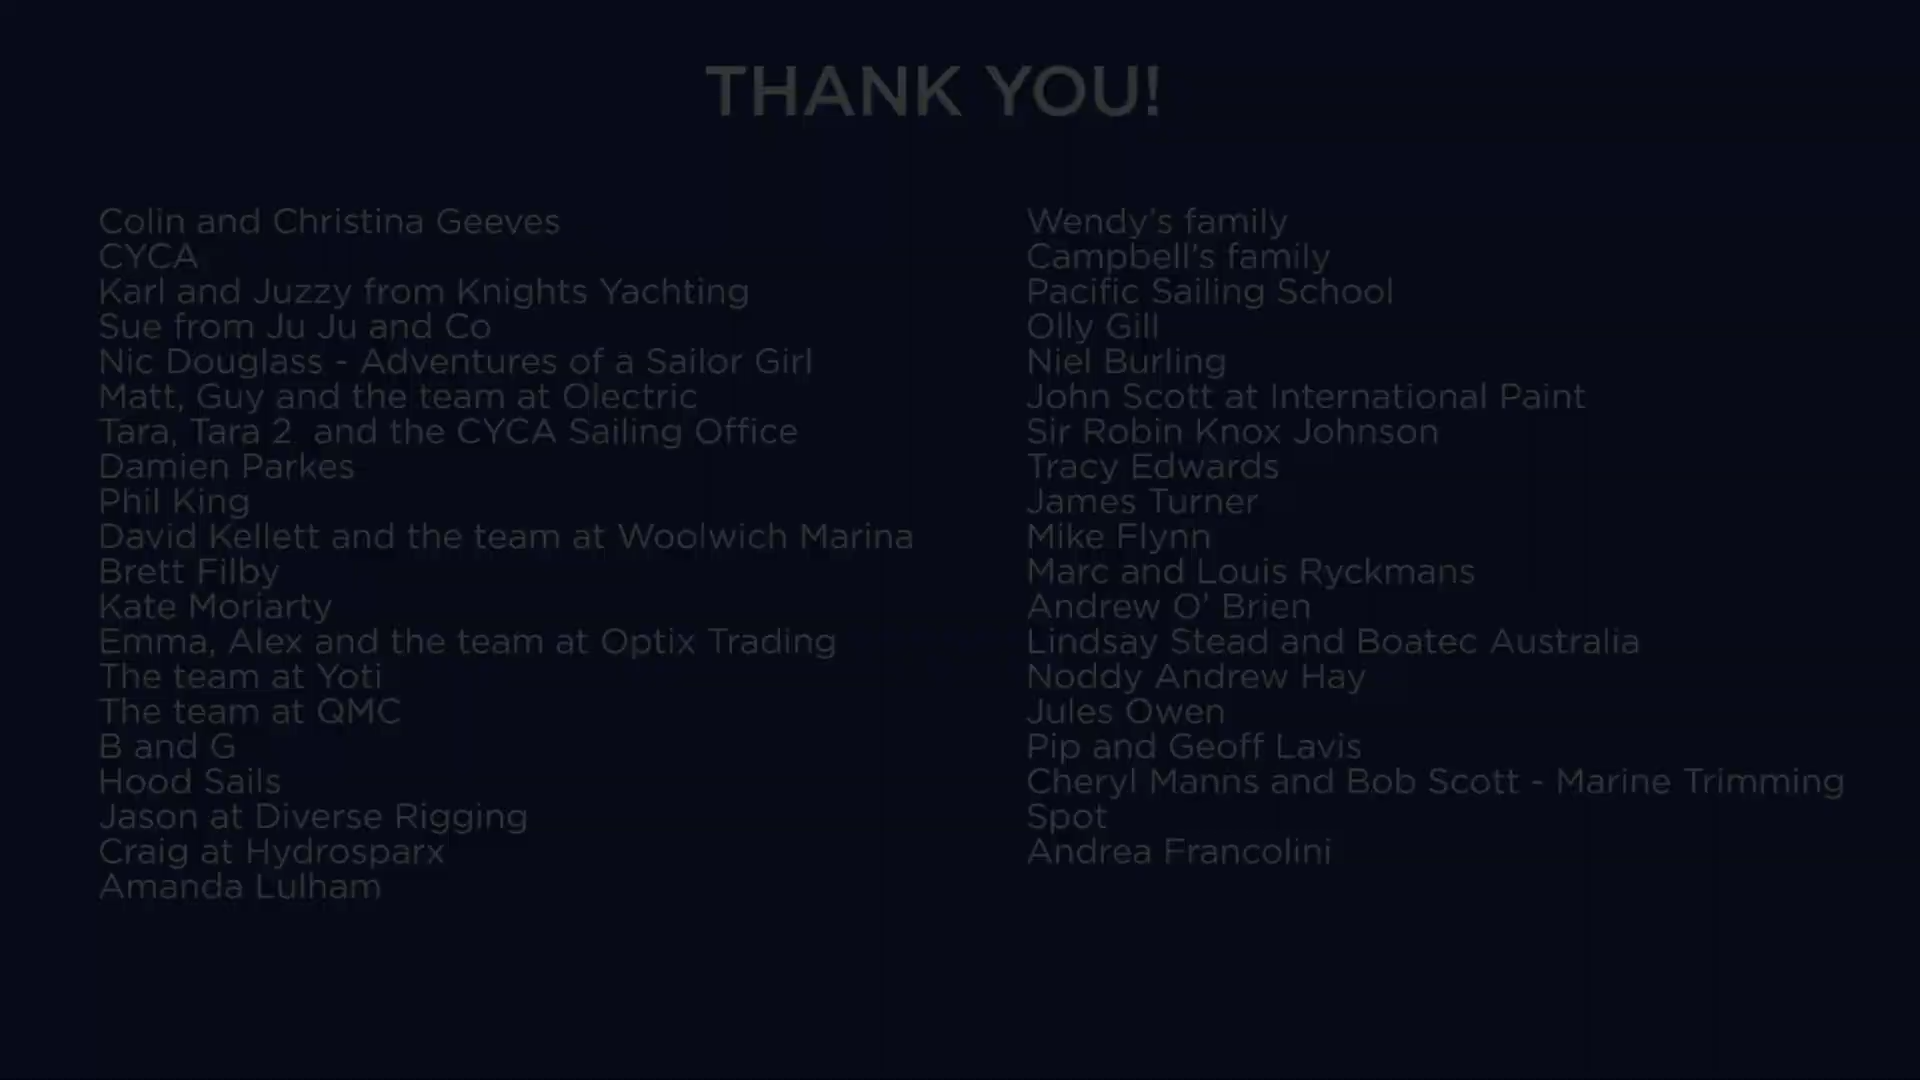 THANK YOU!
Colin and Christina Geeves
CYCA
Karl and Juzzy from Knights Yachting
Sue from Ju Ju and Co
Nic Douglass - Adventures of a Sailor Girl
Matt, Guy and the team at Olectric
Tara, Tara 2 and the CYCA Sailing Office
Damien Parkes
Phil King
David Kellett and the team at Woolwich Marina
Brett Filby
Kate Moriarty
Emma, Alex and the team at Optix Trading
The team at Yoti
The team at QMC
B and G
Hood Sails
Jason at Diverse Rigging
Craig at Hydrosparx
Amanda Lulham
Wendy's family
Campbell's family
Pacific Sailing School
Olly Gill
Niel Burling
John Scott at International Paint
Sir Robin Knox Johnson
Tracy Edwards
James Turner
Mike Flynn
Marc and Louis Ryckmans
Andrew O' Brien
Lindsay Stead and Boatec Australia
Noddy Andrew Hay
Jules Owen
Pip and Geoff Lavis
Cheryl Manns and Bob Scott - Marine Trimming
Spot
Andrea Francolini